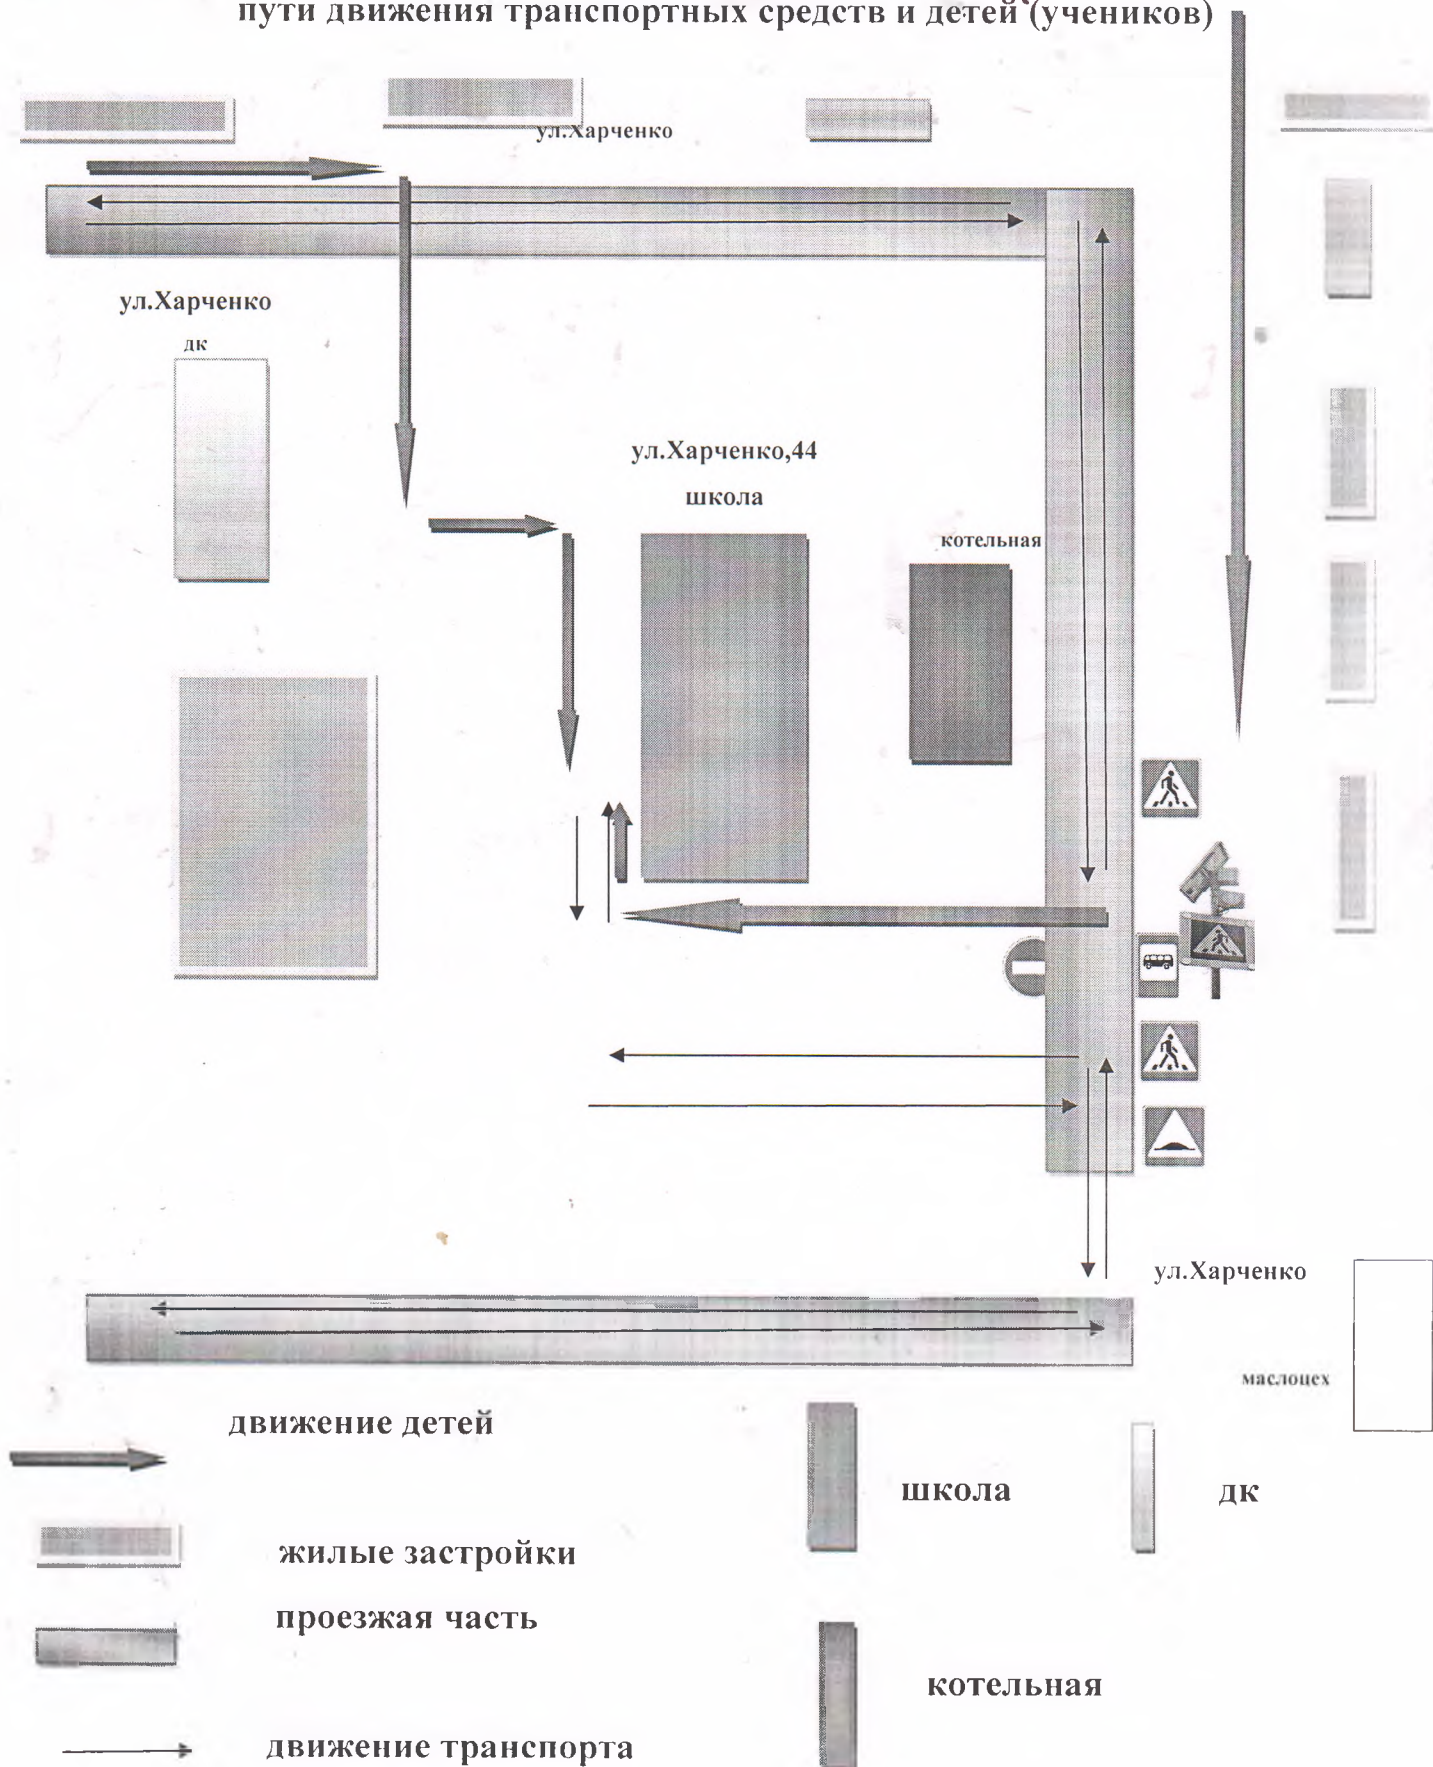 пути движения транспортных средств и детей (учеников)
ул.Харченко
ул.Харченко
дк
ул.Харченко,44
школа
котельная
ул.Харченко
маслоцех
движение детей
школа
дк
жилые застройки
проезжая часть
котельная
движение транспорта